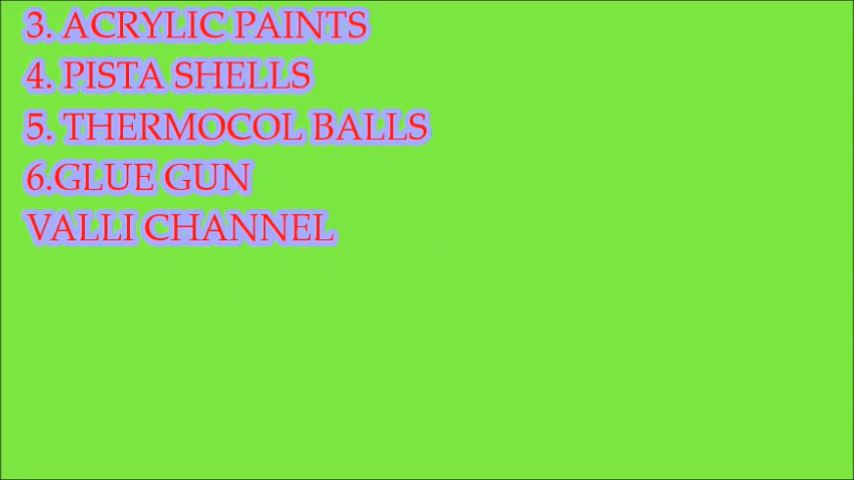 3. ACRYLIC PAINTS
4. PISTA SHELLS
5. THERMOCOL BALLS
6.GLUE GUN
VALLI CHANNEL